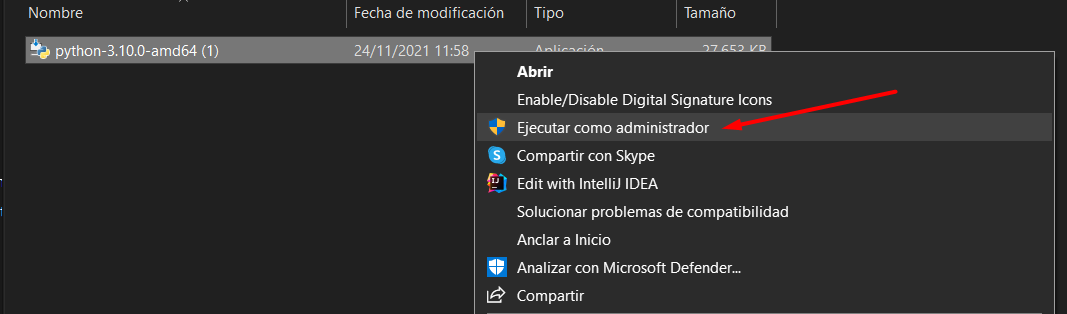 Nombre Fecha de modificación Tipo Tamaño
python-3.10.0-amd64 (1) 24/11/2021 11:58 Aplicación 27.653 KB
Abrir
Enable/Disable Digital Signature Icons
Ejecutar como administrador
Compartir con Skype
Edit with IntelliJ IDEA
Solucionar problemas de compatibilidad
Anclar a Inicio
Analizar con Microsoft Defender...
Compartir